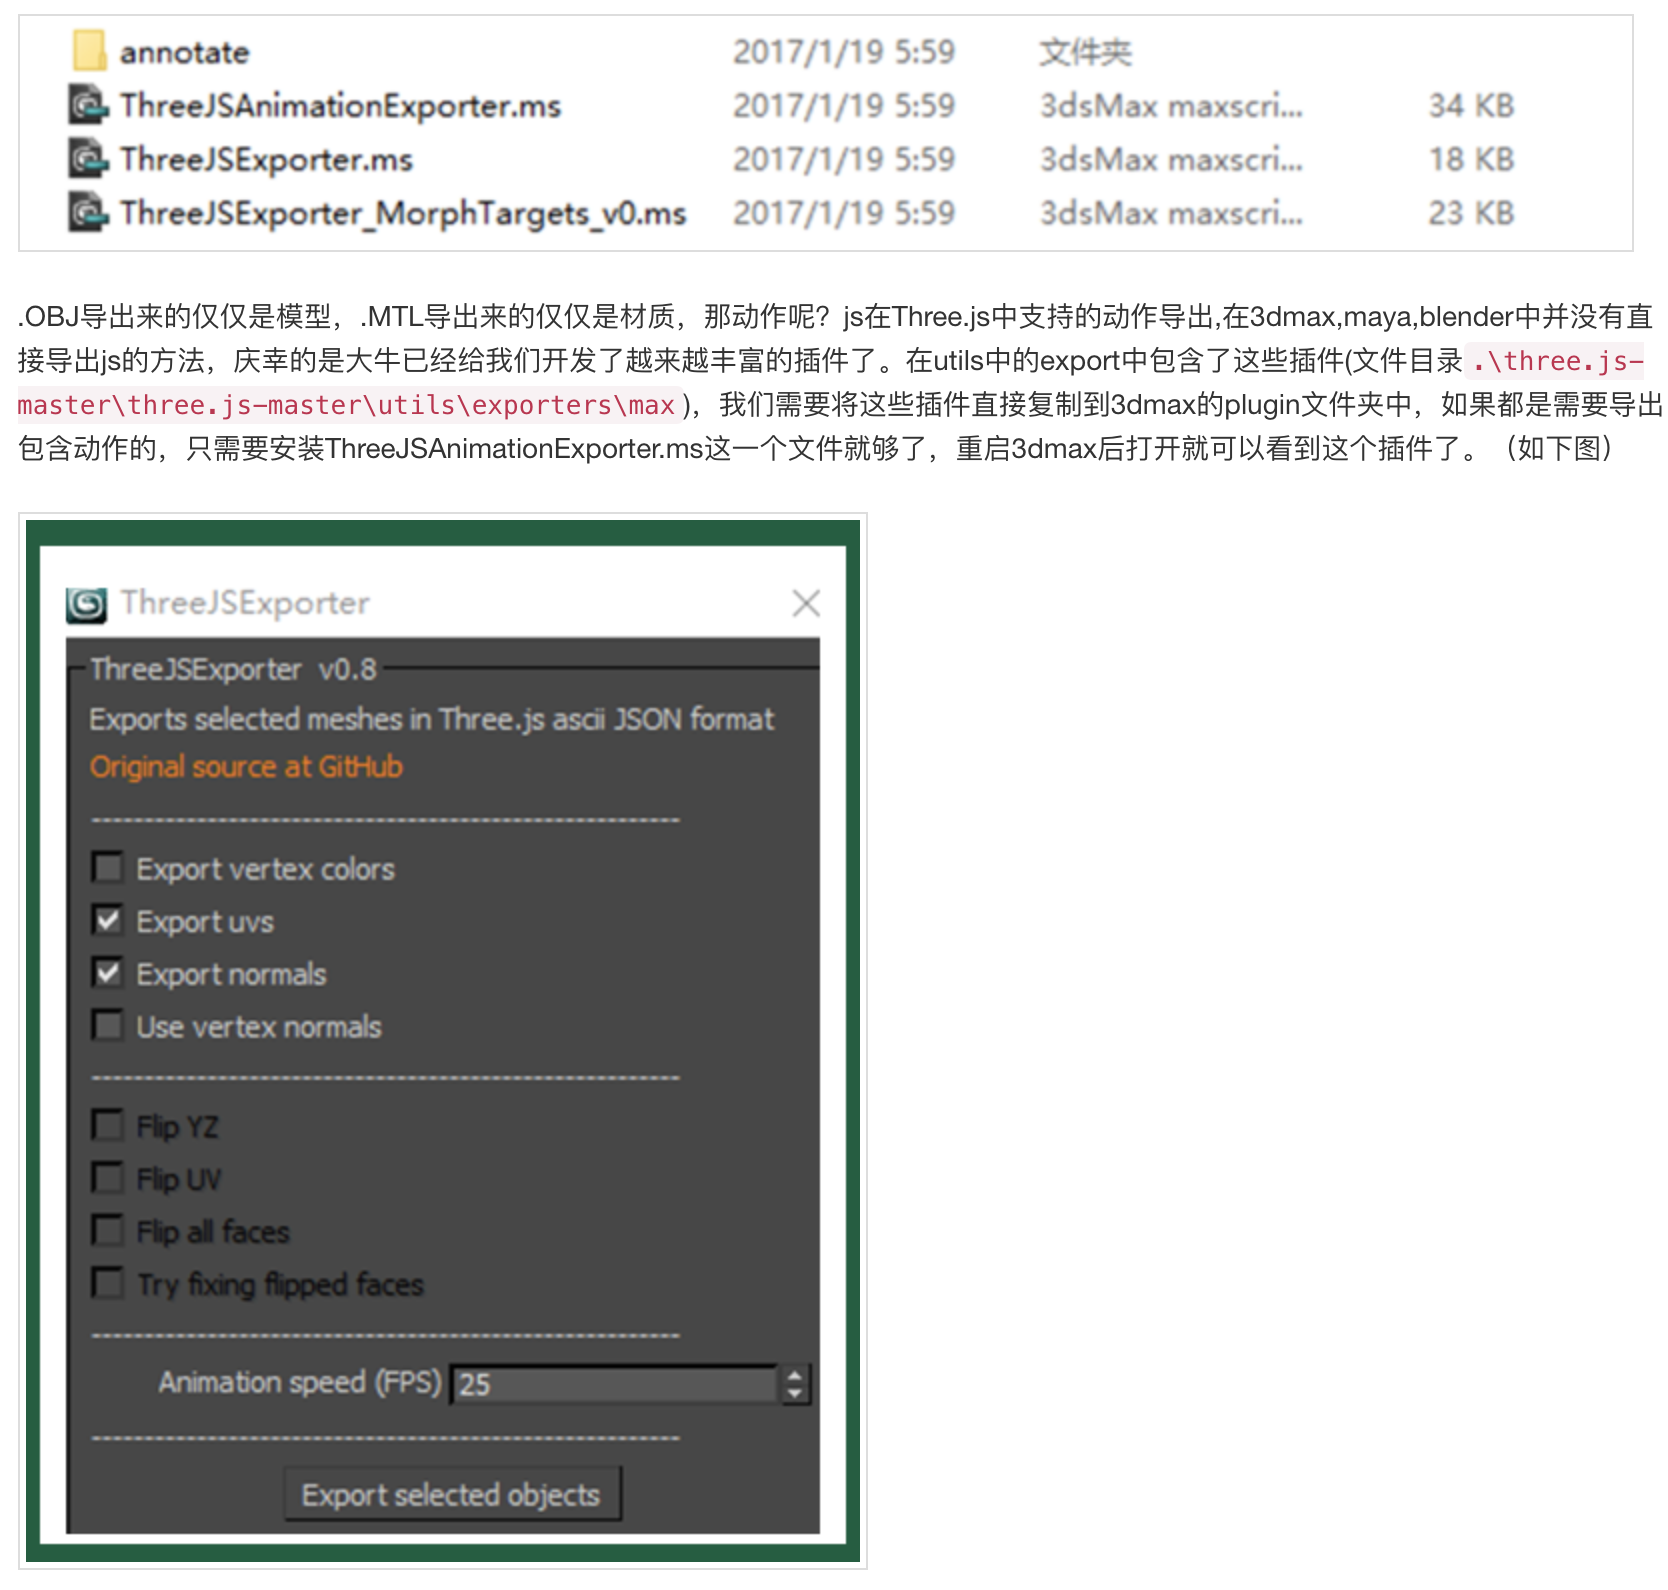 annotate 2017/1/19 5:59 文件夹
ThreeJSAnimationExporter.ms 2017/1/19 5:59 3dsMax maxscri... 34 KB
ThreeJSExporter.ms 2017/1/19 5:59 3dsMax maxscri... 18 KB
ThreeJSExporter_MorphTargets_v0.ms 2017/1/19 5:59 3dsMax maxscri... 23 KB
.OBJ导出来的仅仅是模型，.MTL导出来的仅仅是材质，那动作呢？js在Three.js中支持的动作导出,在3dmax,maya,blender中并没有直
接导出js的方法，庆幸的是大牛已经给我们开发了越来越丰富的插件了。在utils中的export中包含了这些插件(文件目录 .\three.js-
master\three.js-master\utils\exporters\max )，我们需要将这些插件直接复制到3dmax的plugin文件夹中，如果都是需要导出
包含动作的，只需要安装ThreeJSAnimationExporter.ms这一个文件就够了，重启3dmax后打开就可以看到这个插件了。（如下图）
ThreeJSExporter
ThreeJSExporter v0.8
Exports selected meshes in Three.js ascii JSON format
Original source at GitHub
Export vertex colors
Export uvs
Export normals
Use vertex normals
Flip YZ
Flip UV
Flip all faces
Try fixing flipped faces
Animation speed (FPS) 25
Export selected objects